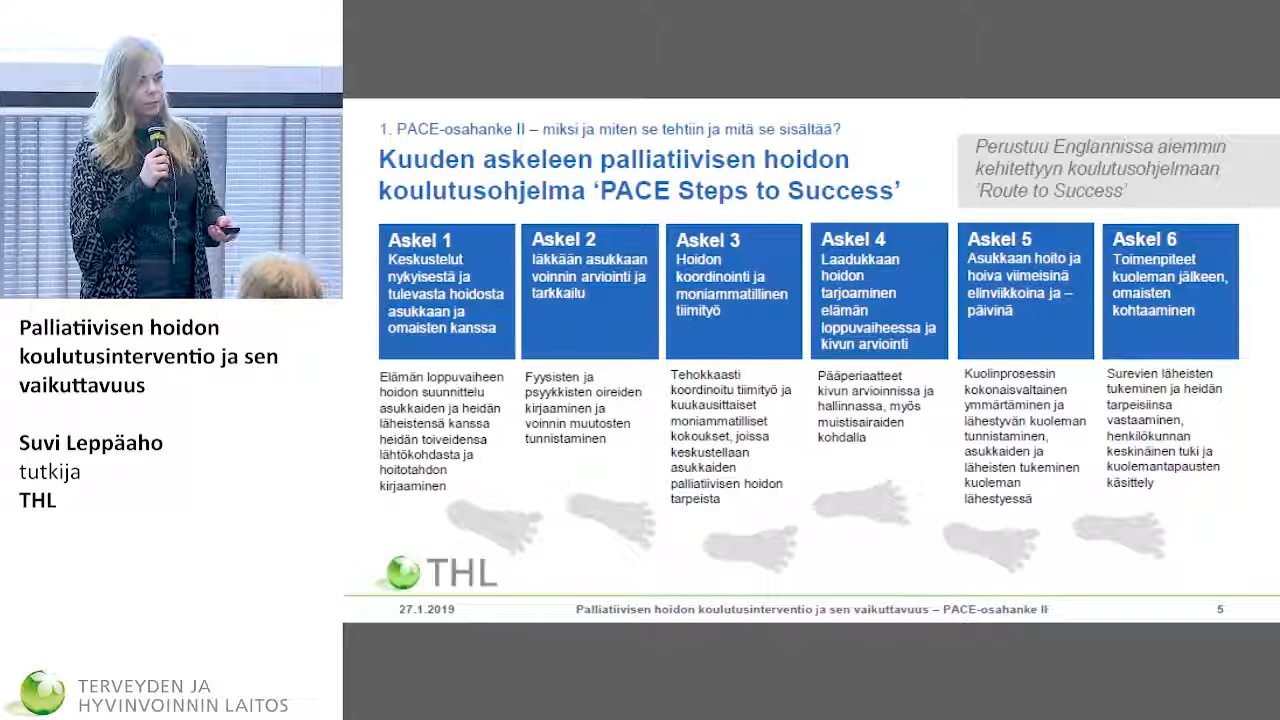 Palliatiivisen hoidon
koulutusinterventio ja sen
vaikuttavuus
Suvi Leppäaho
tutkija
THL
TERVEYDEN JA
HYVINVOINNIN LAITOS
1. PACE-osahanke II – miksi ja miten se tehtiin ja mitä se sisältää?
Kuuden askeleen palliatiivisen hoidon
koulutusohjelma ‘PACE Steps to Success’
Perustuu Englannissa aiemmin
kehitettyyn koulutusohjelmaan
‘Route to Success’
Askel 1
Keskustelut
nykyisestä ja
tulevasta hoidosta
asukkaan ja
omaisten kanssa
Elämän loppuvaiheen
hoidon suunnittelu
asukkaiden ja heidän
läheistensä kanssa
heidän toiveidensa
lähtökohdasta ja
hoitotahdon
kirjaaminen
Askel 2
Iäkkään asukkaan
voinnin arviointi ja
tarkkailu
Fyysisten ja
psyykkisten oireiden
kirjaaminen ja
voinnin muutosten
tunnistaminen
Askel 3
Hoidon
koordinointi ja
moniammatillinen
tiimityö
Tehokkaasti
koordinoitu tiimityö ja
kuukausittaiset
moniammatilliset
kokoukset, joissa
keskustellaan
asukkaiden
palliatiivisen hoidon
tarpeista
Askel 4
Laadukkaan
hoidon
tarjoaminen
elämän
loppuvaiheessa ja
kivun arviointi
Pääperiaatteet
kivun arvioinnissa ja
hallinnassa, myös
muistisairaiden
kohdalla
Askel 5
Asukkaan hoito ja
hoiva viimeisinä
elinviikkoina ja –
päivinä
Kuolinprosessin
kokonaisvaltainen
ymmärtäminen ja
lähestyvän kuoleman
tunnistaminen,
asukkaiden ja
läheisten tukeminen
kuoleman
lähestyessä
Askel 6
Toimenpiteet
kuoleman jälkeen,
omaisten
kohtaaminen
Surevien läheisten
tukeminen ja heidän
tarpeisiinsa
vastaaminen,
henkilökunnan
keskinäinen tuki ja
kuolemantapausten
käsittely
THL
27.1.2019
Palliatiivisen hoidon koulutusinterventio ja sen vaikuttavuus – PACE-osahanke II
5